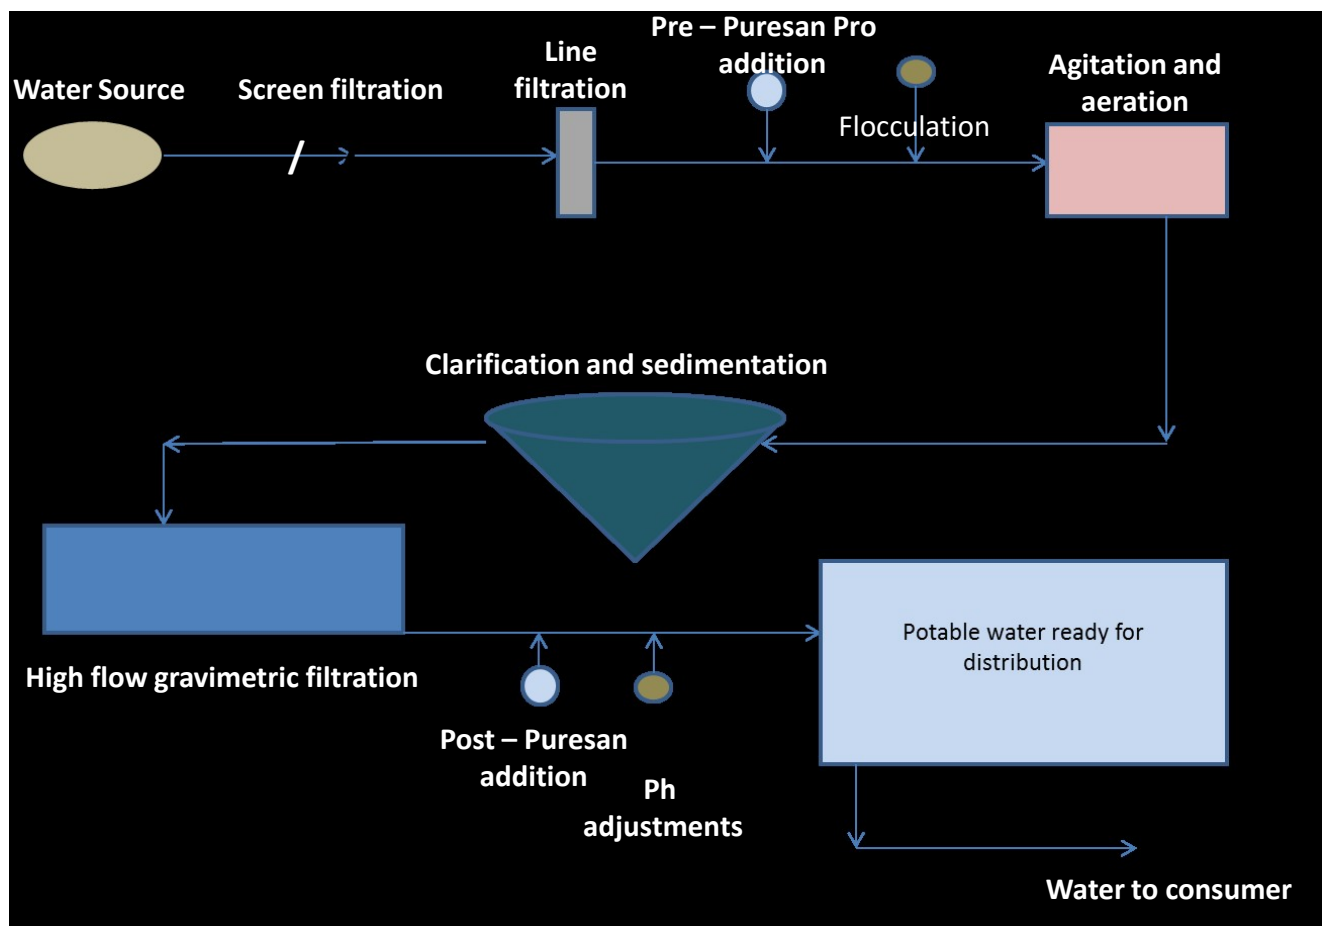 Water Source
Screen filtration
Line
filtration
Pre – Puresan Pro
addition
Flocculation
Agitation and
aeration
Clarification and sedimentation
High flow gravimetric filtration
Post – Puresan
addition
Ph
adjustments
Potable water ready for
distribution
Water to consumer